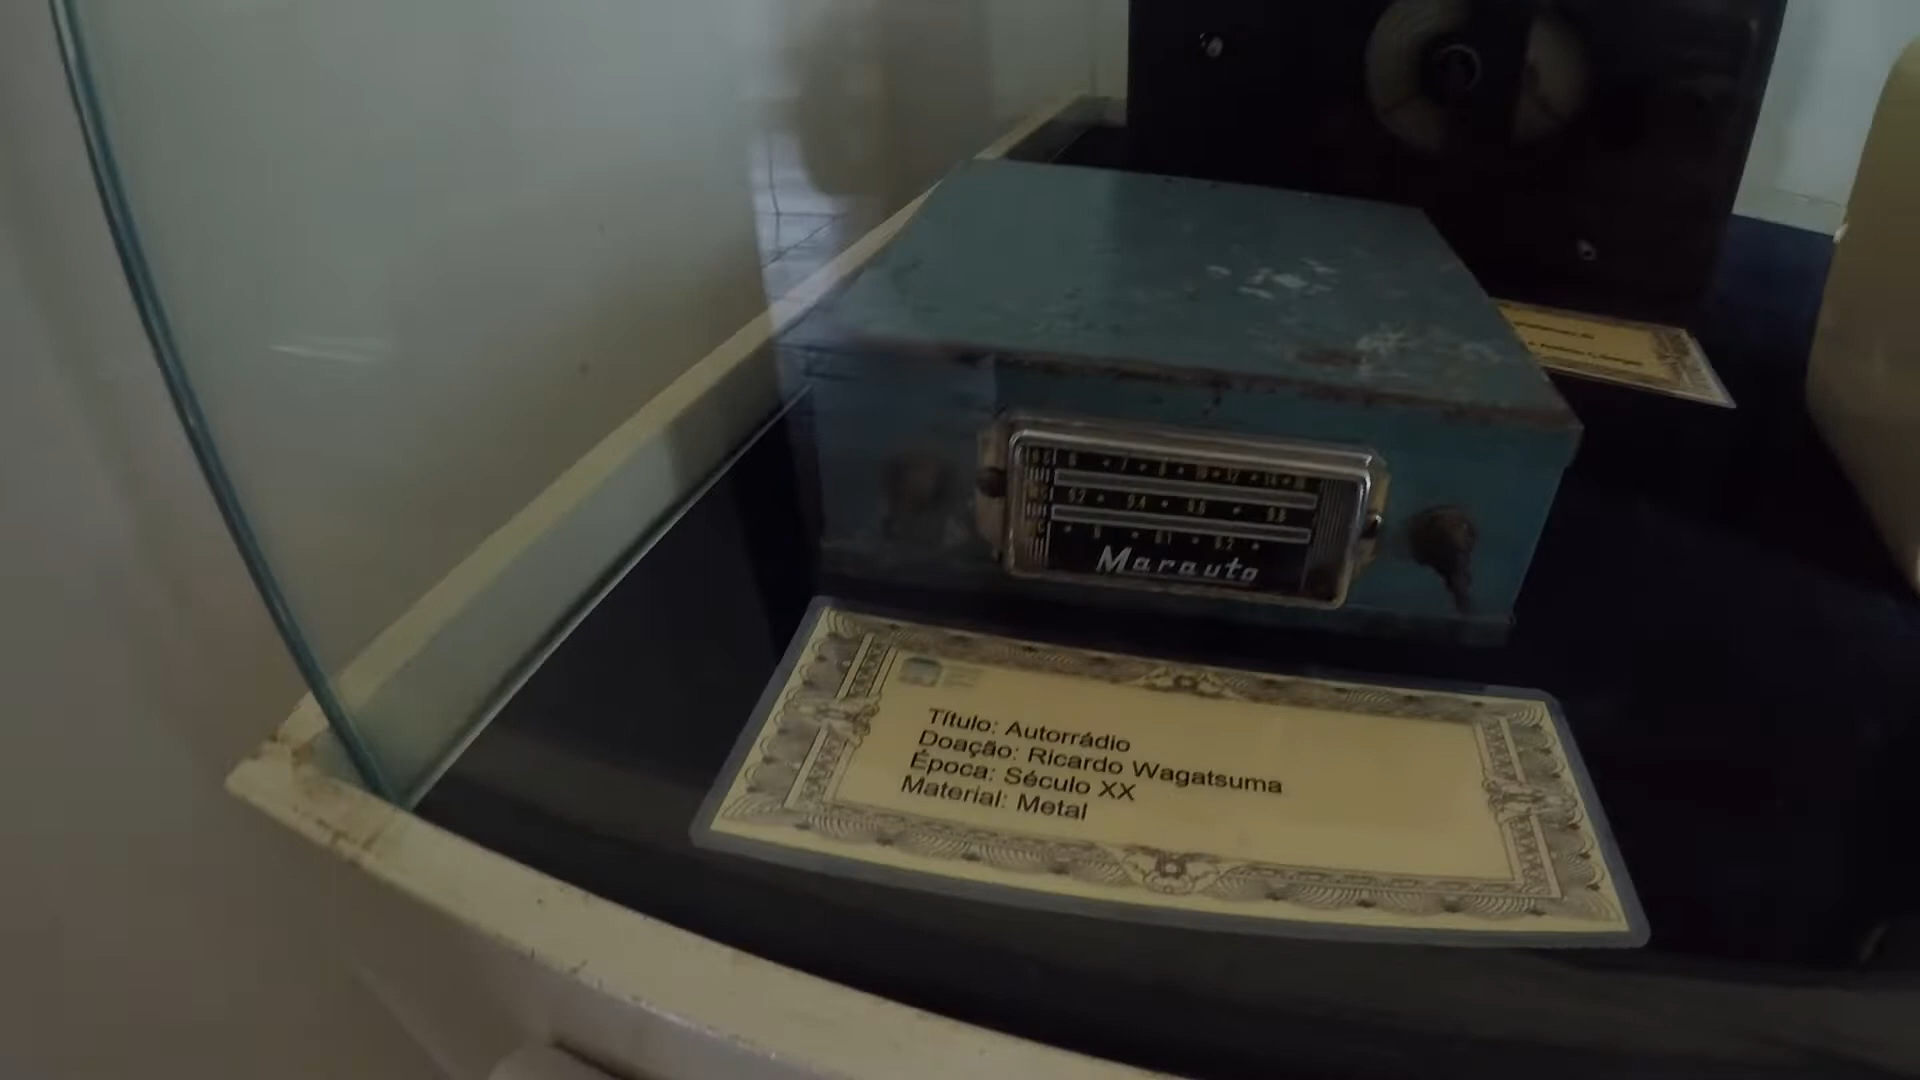 Marauto
Título: Autorrádio
Doação: Ricardo Wagatsuma
Época: Século XX
Material: Metal